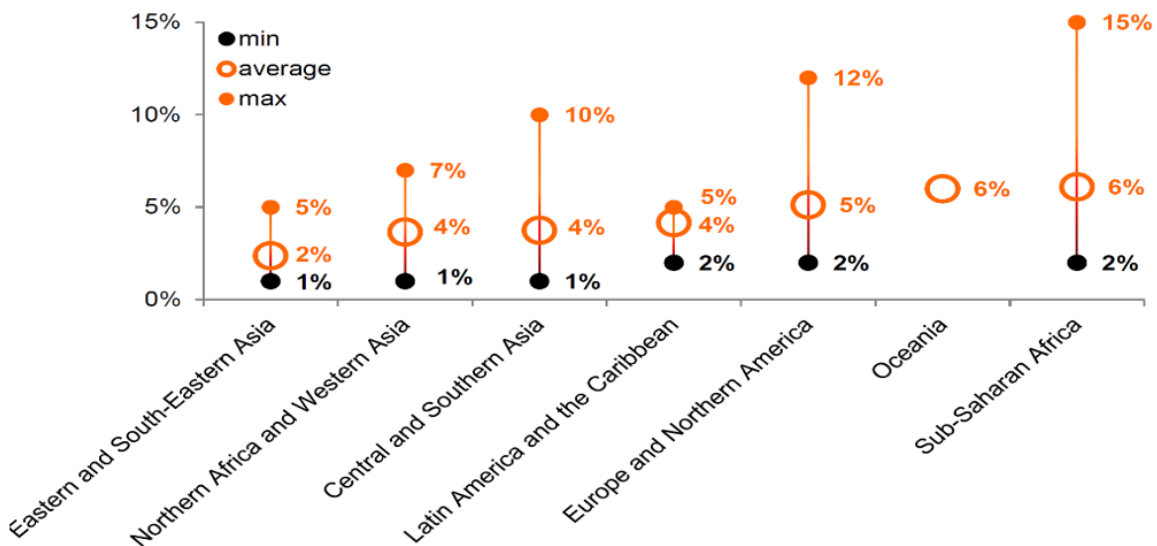 15%
10%
5%
0%
min
average
max
5%
2%
1%
7%
4%
1%
10%
4%
1%
5%
4%
2%
12%
5%
2%
6%
15%
6%
2%
Eastern and South-Eastern Asia
Northern Africa and Western Asia
Central and Southern Asia
Latin America and the Caribbean
Europe and Northern America
Oceania
Sub-Saharan Africa